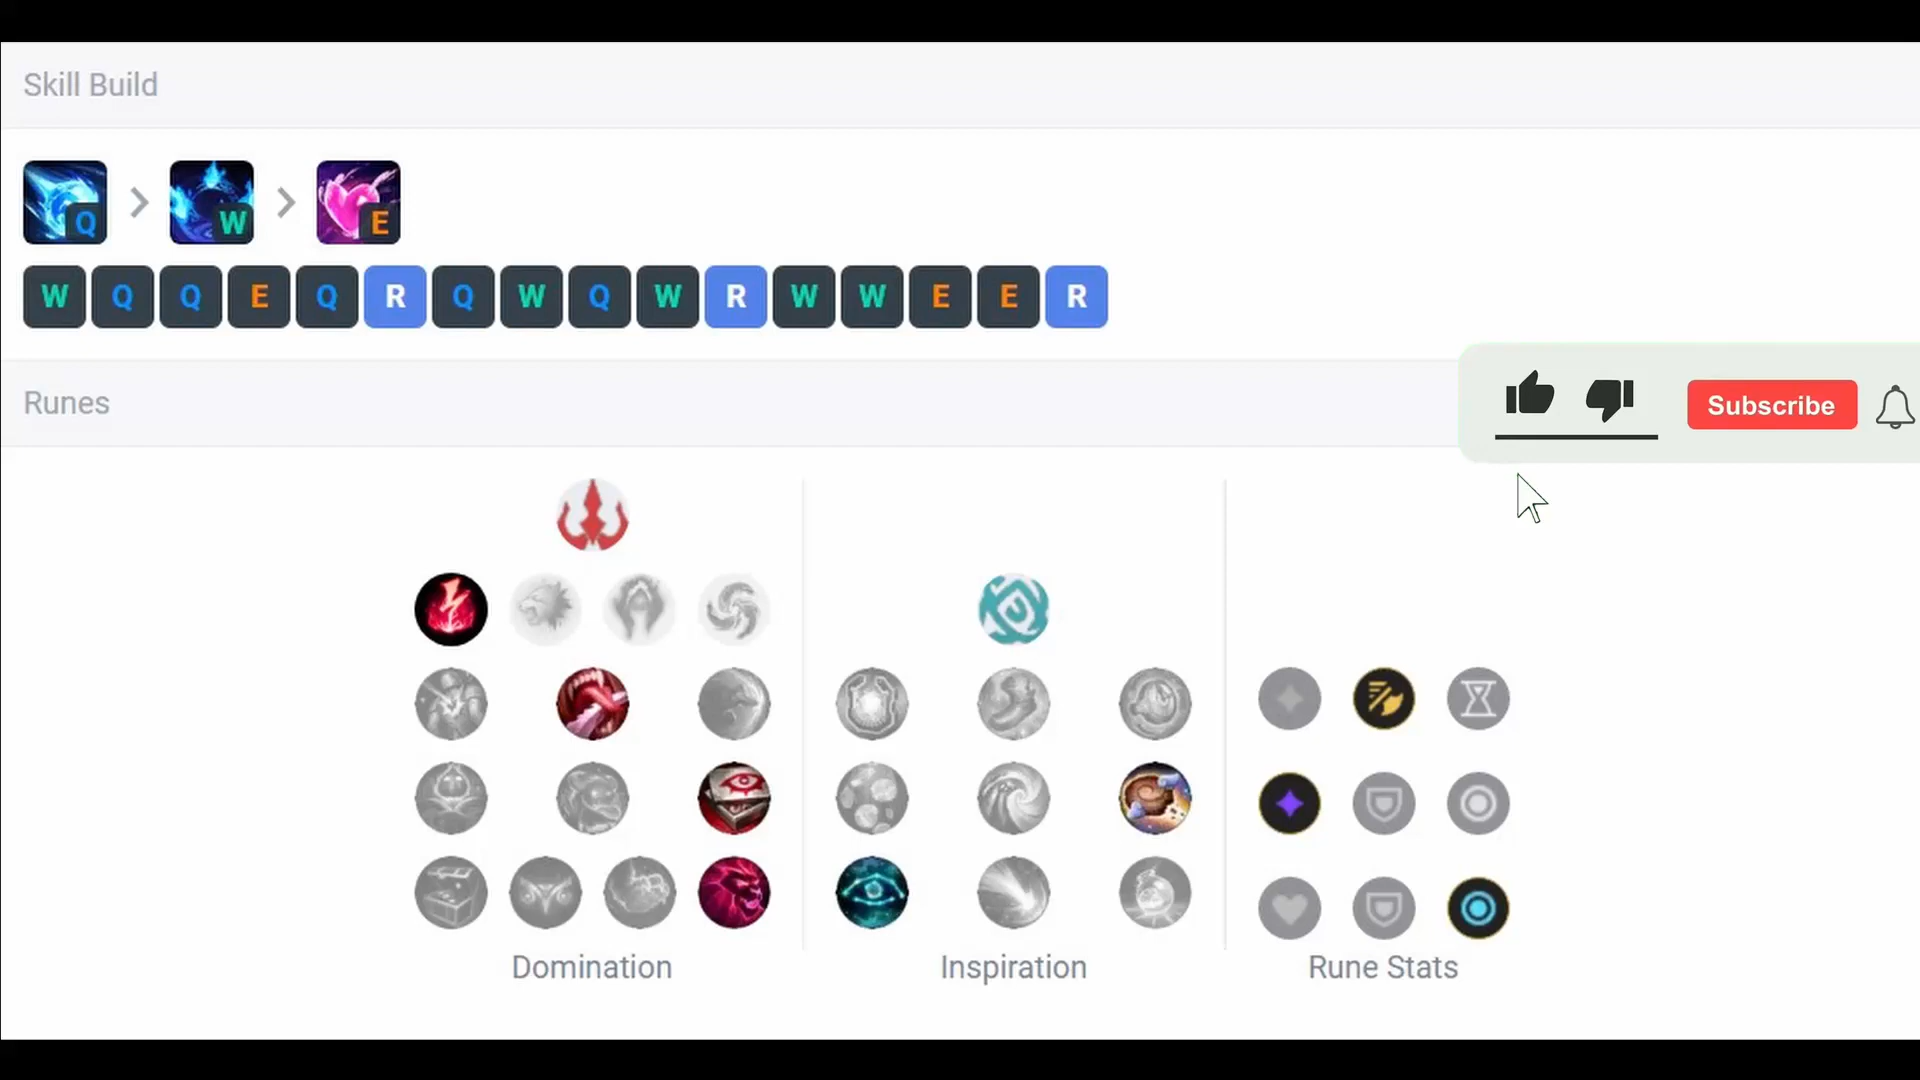 Skill Build
Q W E
W Q Q E Q R Q W Q W R W W E E R
Runes
Subscribe
Domination
Inspiration
Rune Stats